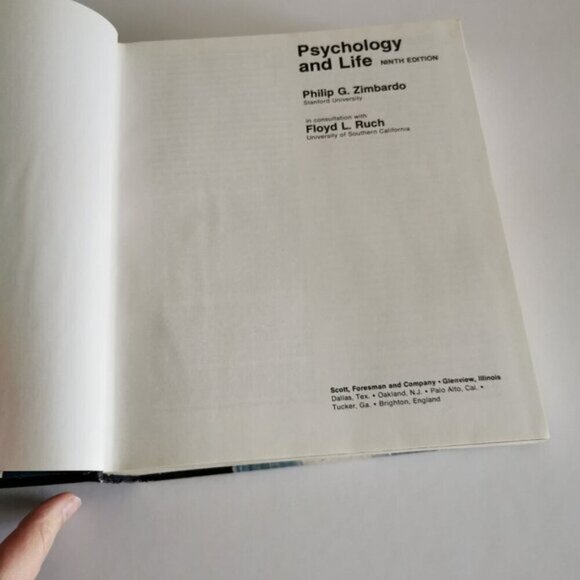 Psychology
and Life NINTH EDITION
Philip G. Zimbardo
Stanford University
in consultation with
Floyd L. Ruch
University of Southern California
Scott, Foresman and Company • Glenview, Illinois
Dallas, Tex. • Oakland, N.J. • Palo Alto, Cal. •
Tucker, Ga. • Brighton, England